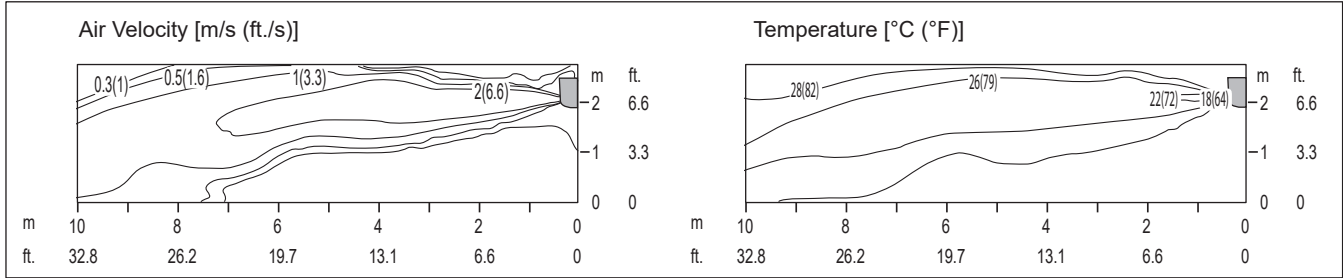 Air Velocity [m/s (ft./s)]
0.3(1)
0.5(1.6)
1(3.3)
2(6.6)
m ft.
2 6.6
1 3.3
0 0
m 10 8 6 4 2 0
ft. 32.8 26.2 19.7 13.1 6.6 0
Temperature [°C (°F)]
28(82)
26(79)
22(72)
18(64)
m ft.
2 6.6
1 3.3
0 0
m 10 8 6 4 2 0
ft. 32.8 26.2 19.7 13.1 6.6 0